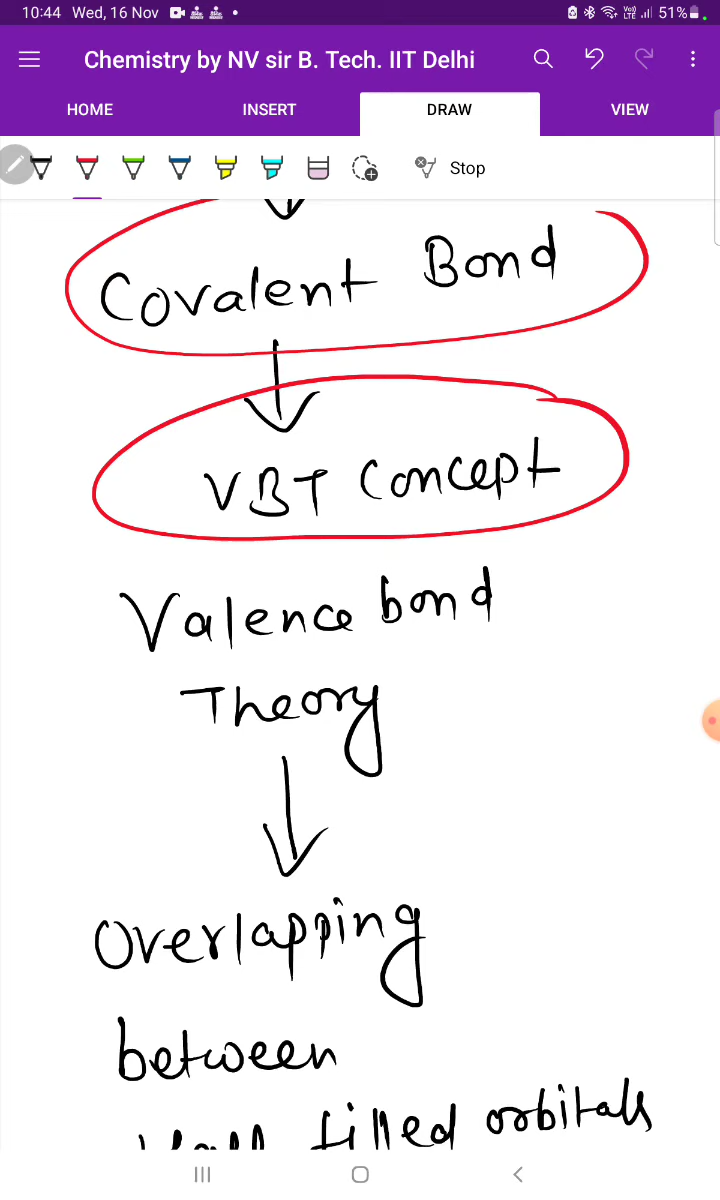 10:44 Wed, 16 Nov 51%
Chemistry by NV sir B. Tech. IIT Delhi
HOME INSERT DRAW VIEW
Stop
Covalent Bond
VBT Concept
Valence bond
Theory
Overlapping
between
filled orbitals